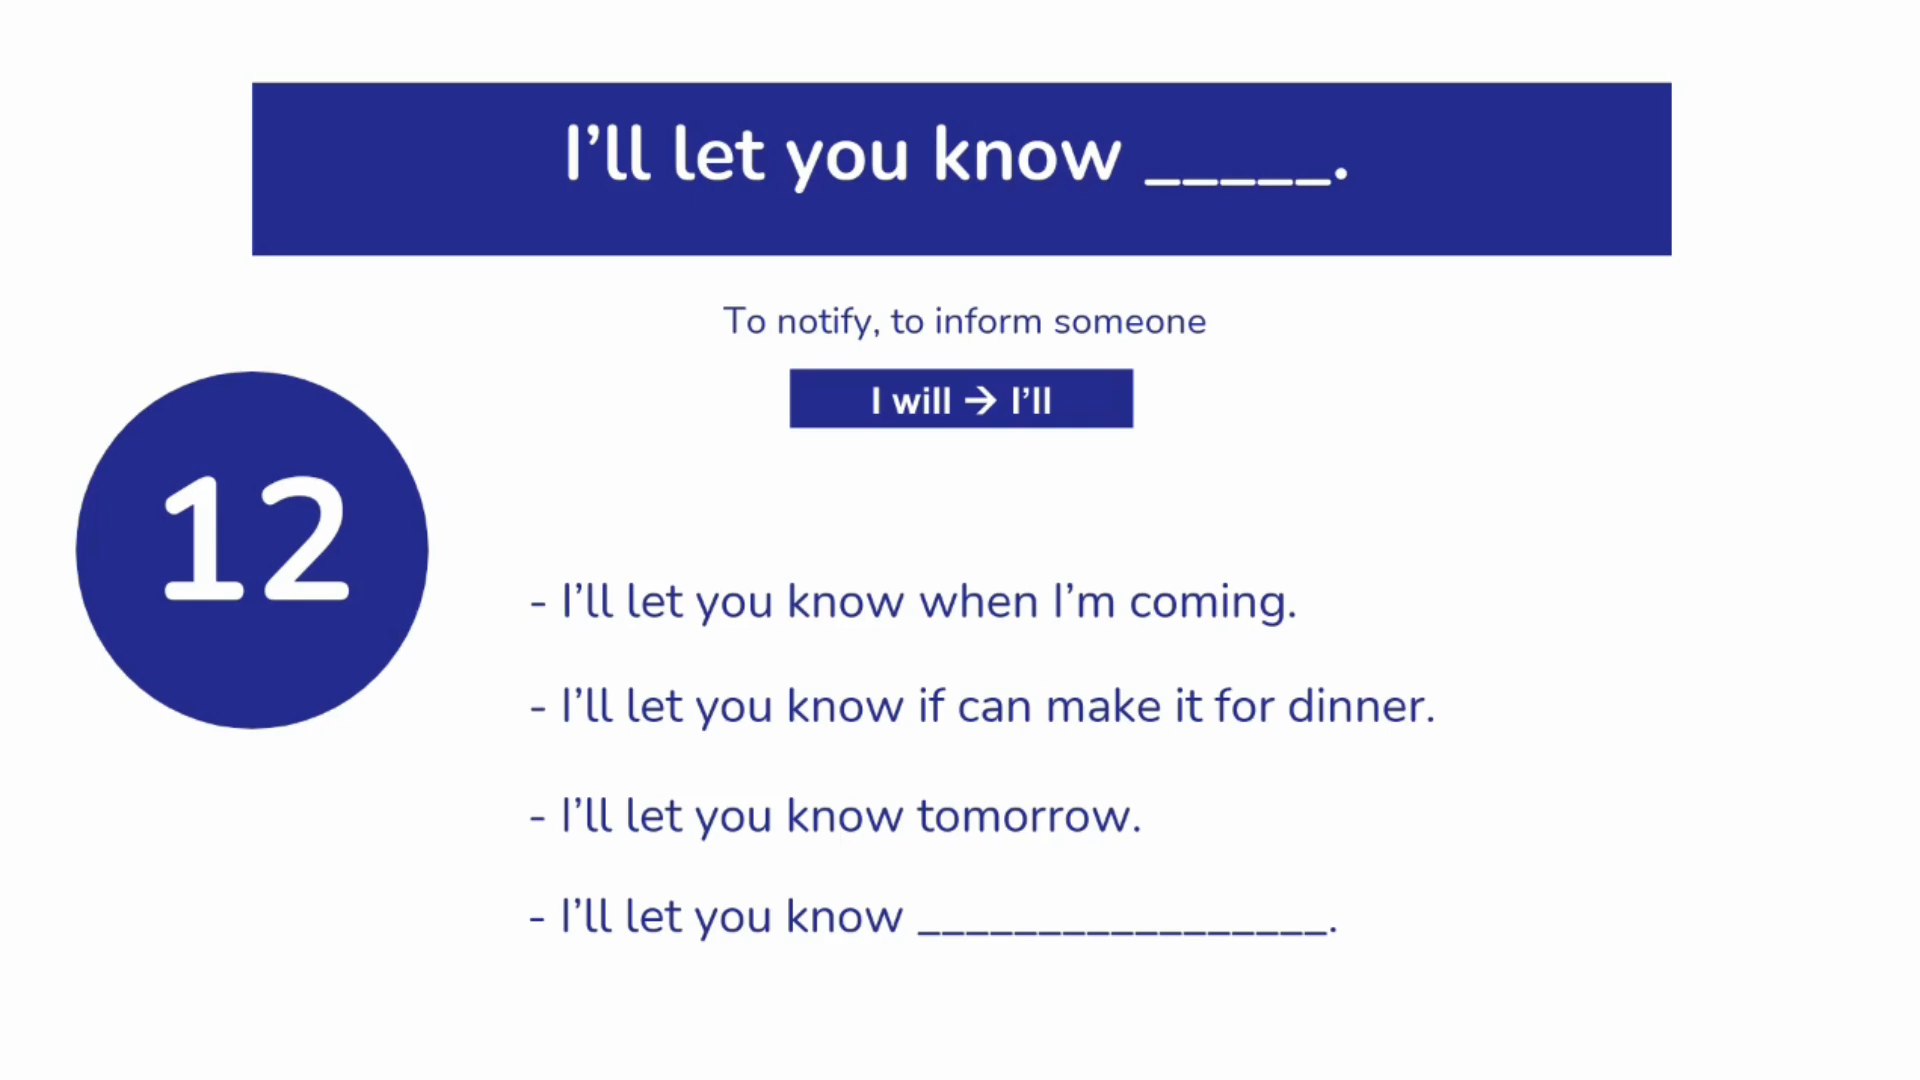 I’ll let you know _____.
To notify, to inform someone
I will → I’ll
12
- I’ll let you know when I’m coming.
- I’ll let you know if can make it for dinner.
- I’ll let you know tomorrow.
- I’ll let you know _________________.